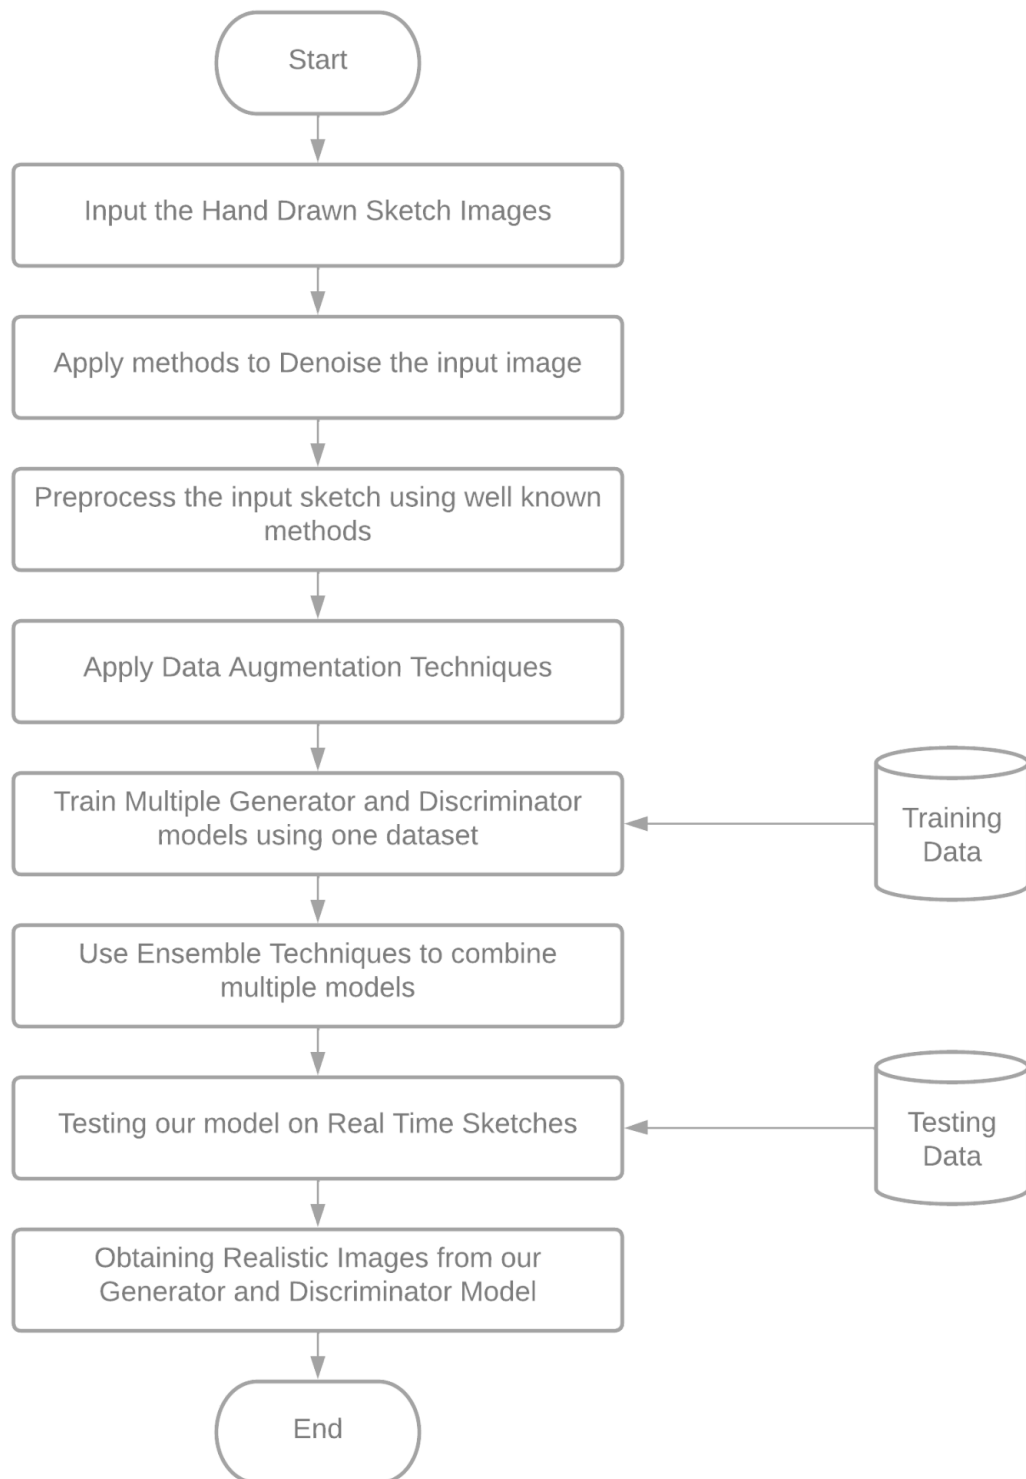 Start
Input the Hand Drawn Sketch Images
Apply methods to Denoise the input image
Preprocess the input sketch using well known
methods
Apply Data Augmentation Techniques
Train Multiple Generator and Discriminator
models using one dataset
Training
Data
Use Ensemble Techniques to combine
multiple models
Testing our model on Real Time Sketches
Testing
Data
Obtaining Realistic Images from our
Generator and Discriminator Model
End